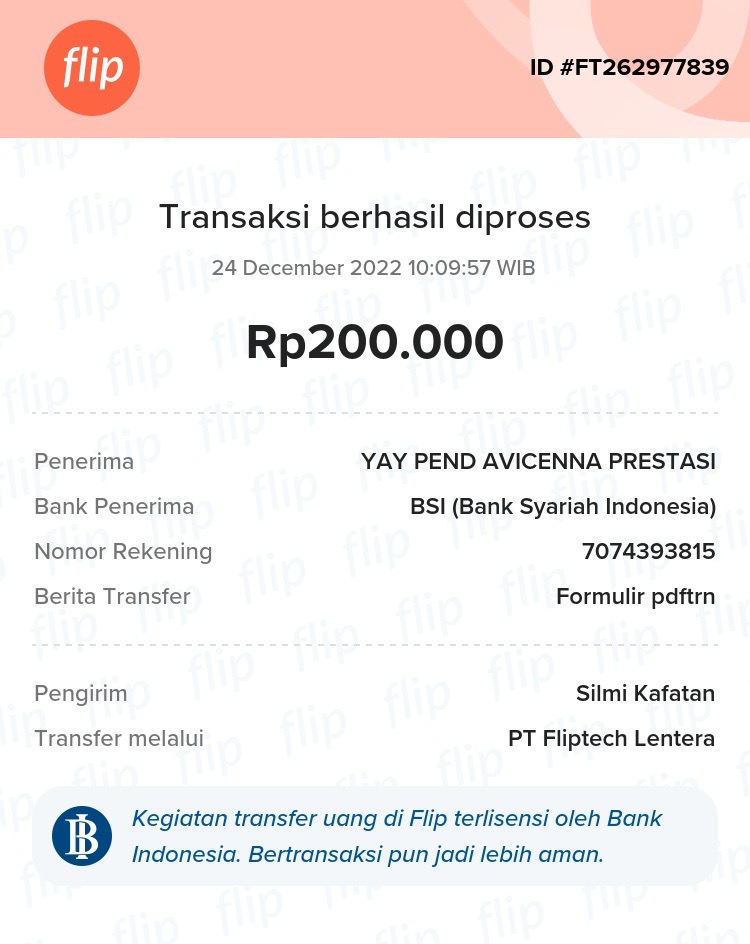 flip
ID #FT262977839
Transaksi berhasil diproses
24 December 2022 10:09:57 WIB
Rp200.000
Penerima YAY PEND AVICENNA PRESTASI
Bank Penerima BSI (Bank Syariah Indonesia)
Nomor Rekening 7074393815
Berita Transfer Formulir pdftrn
Pengirim Silmi Kafatan
Transfer melalui PT Fliptech Lentera
Kegiatan transfer uang di Flip terlisensi oleh Bank
Indonesia. Bertransaksi pun jadi lebih aman.